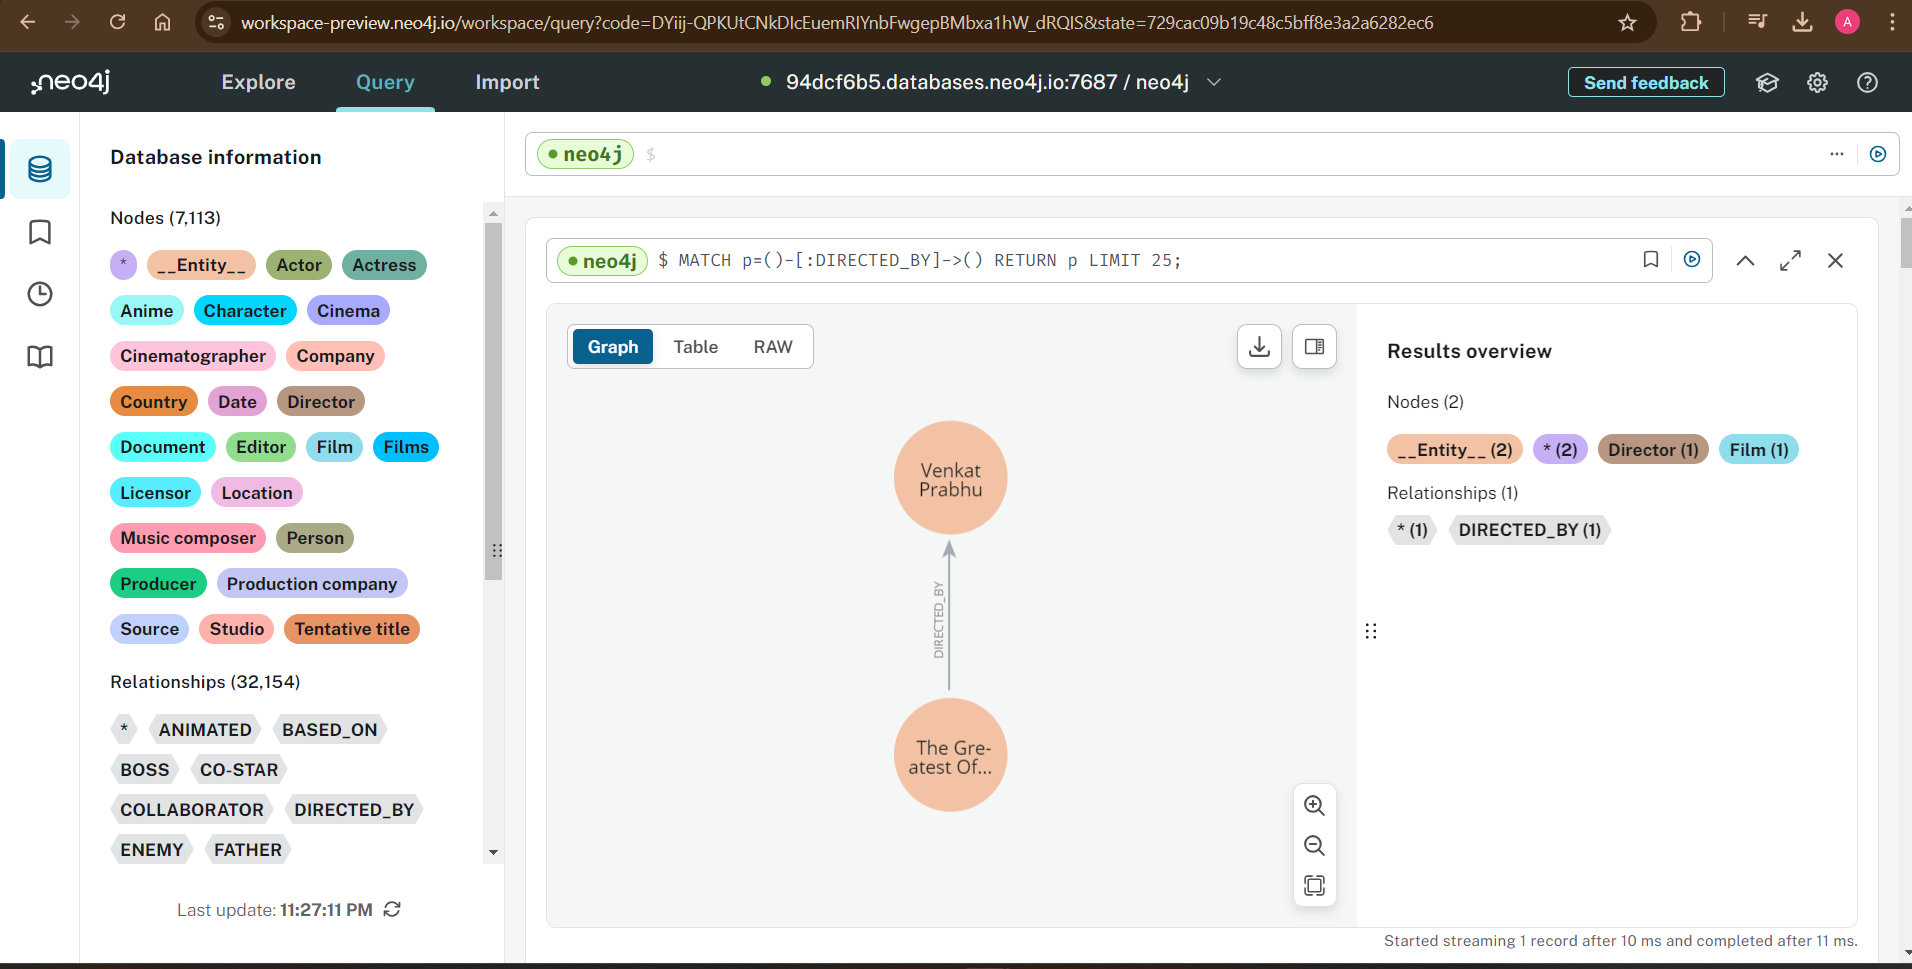 workspace-preview.neo4j.io/workspace/query?code=DYiij-QPKUtCNkDIcEuemRIYnbFwgepBMbxa1hW_dRQIS&state=729cac09b19c48c5bff8e3a2a6282ec6
A
neo4j
Explore
Query
Import
94dcf6b5.databases.neo4j.io:7687 / neo4j
Send feedback
Database information
Nodes (7,113)
* __Entity__ Actor Actress
Anime Character Cinema
Cinematographer Company
Country Date Director
Document Editor Film Films
Licensor Location
Music composer Person
Producer Production company
Source Studio Tentative title
Relationships (32,154)
* ANIMATED BASED_ON
BOSS CO-STAR
COLLABORATOR DIRECTED_BY
ENEMY FATHER
Last update: 11:27:11 PM
neo4j $
neo4j $ MATCH p=()-[:DIRECTED_BY]->() RETURN p LIMIT 25;
Graph Table RAW
Venkat
Prabhu
DIRECTED_BY
The Gre-
atest Of...
Results overview
Nodes (2)
__Entity__ (2) * (2) Director (1) Film (1)
Relationships (1)
* (1) DIRECTED_BY (1)
Started streaming 1 record after 10 ms and completed after 11 ms.